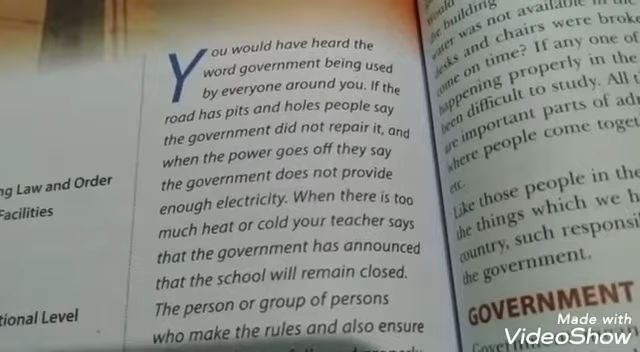 ng Law and Order
Facilities
tional Level
You would have heard the
word government being used
by everyone around you. If the
road has pits and holes people say
the government did not repair it, and
when the power goes off they say
the government does not provide
enough electricity. When there is too
much heat or cold your teacher says
that the government has announced
that the school will remain closed.
The person or group of persons
who make the rules and also ensure
would
the building
water was not available in the
desks and chairs were broke
come on time? If any one of
happening properly in the
been difficult to study. All t
are important parts of ad
where people come toget
etc.
Like those people in the
the things which we h
country, such responsi
the government.
GOVERNMENT
Made with
VideoShow